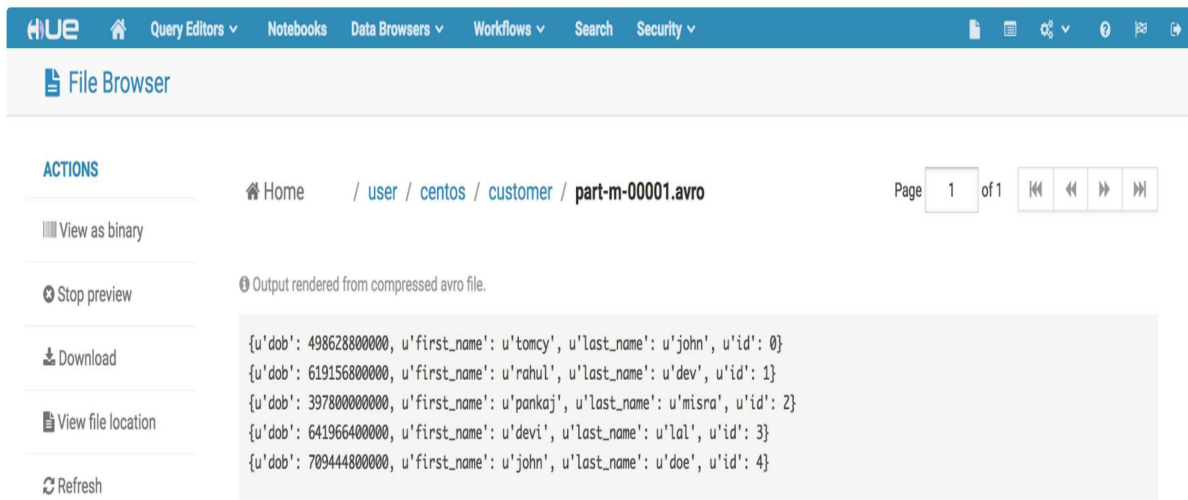 HUE Query Editors Notebooks Data Browsers Workflows Search Security
File Browser
ACTIONS
Home / user / centos / customer / part-m-00001.avro Page 1 of 1
View as binary
Output rendered from compressed avro file.
Stop preview
{u'dob': 498628800000, u'first_name': u'tomcy', u'last_name': u'john', u'id': 0}
Download
{u'dob': 619156800000, u'first_name': u'rahul', u'last_name': u'dev', u'id': 1}
{u'dob': 397800000000, u'first_name': u'pankaj', u'last_name': u'misra', u'id': 2}
View file location
{u'dob': 641966400000, u'first_name': u'devi', u'last_name': u'lal', u'id': 3}
{u'dob': 709444800000, u'first_name': u'john', u'last_name': u'doe', u'id': 4}
Refresh